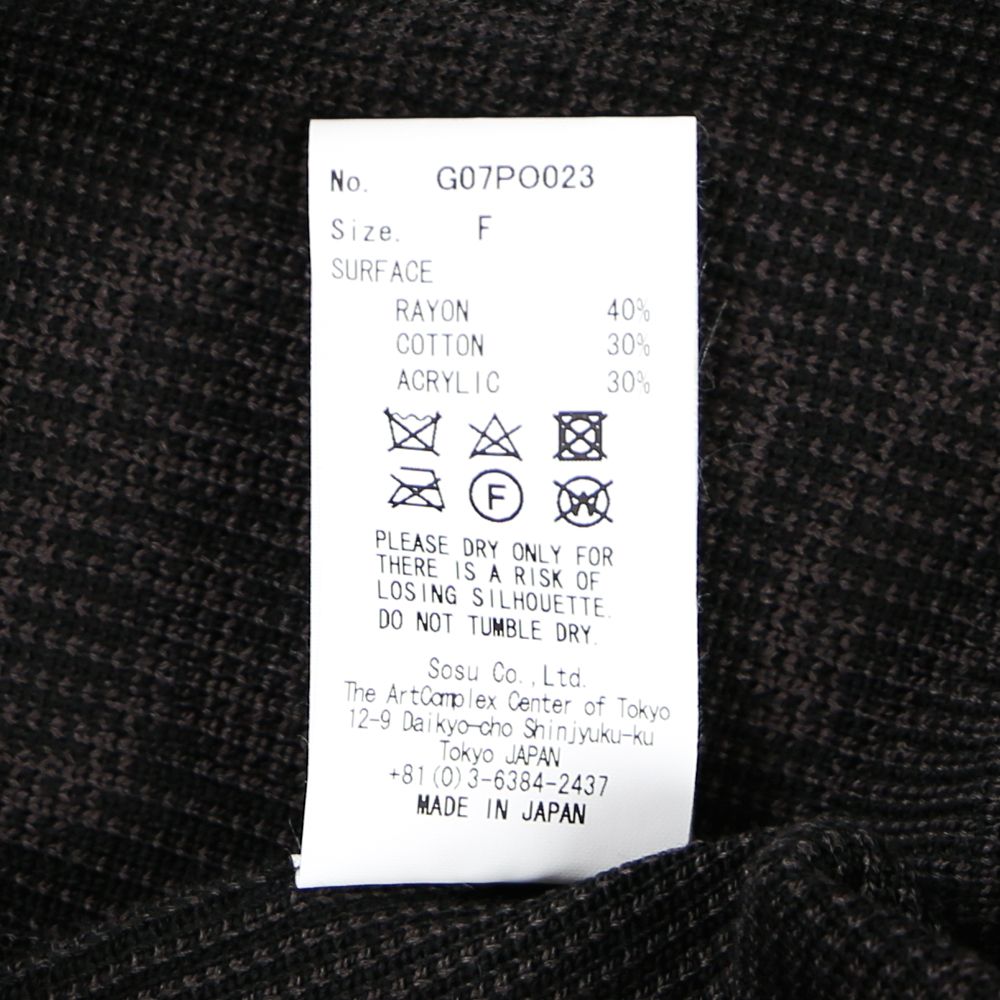 No. G07PO023
Size. F
SURFACE
RAYON 40%
COTTON 30%
ACRYLIC 30%
F W
PLEASE DRY ONLY FOR
THERE IS A RISK OF
LOSING SILHOUETTE.
DO NOT TUMBLE DRY.
Sosu Co.,Ltd.
The ArtComplex Center of Tokyo
12-9 Daikyo-cho Shinjyuku-ku
Tokyo JAPAN
+81(0)3-6384-2437
MADE IN JAPAN